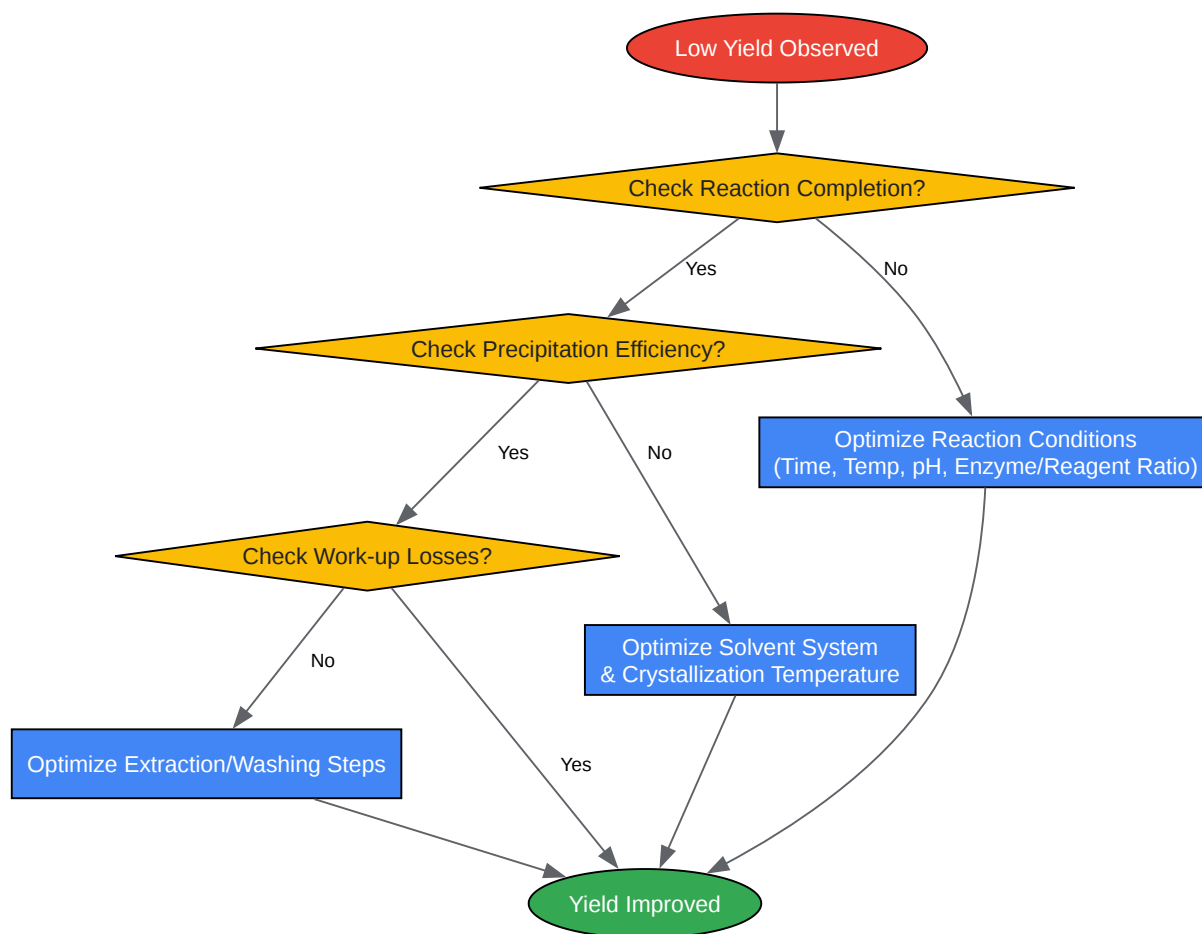 Low Yield Observed
Check Reaction Completion?
Yes
No
Check Precipitation Efficiency?
Optimize Reaction Conditions
(Time, Temp, pH, Enzyme/Reagent Ratio)
Yes
No
Check Work-up Losses?
Optimize Solvent System
& Crystallization Temperature
No
Optimize Extraction/Washing Steps
Yes
Yield Improved